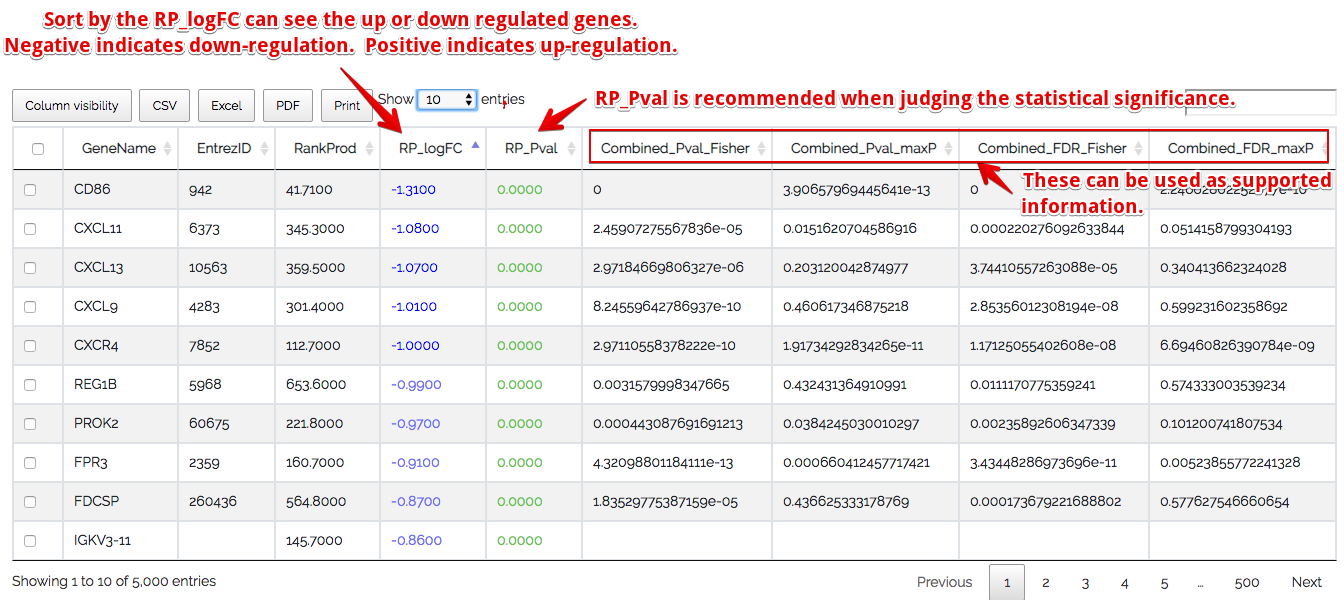 Sort by the RP_logFC can see the up or down regulated genes.
Negative indicates down-regulation.  Positive indicates up-regulation.
Column visibility CSV Excel PDF Print Show 10 entries
RP_Pval is recommended when judging the statistical significance.
GeneName EntrezID RankProd RP_logFC RP_Pval Combined_Pval_Fisher Combined_Pval_maxP Combined_FDR_Fisher Combined_FDR_maxP
CD86 942 41.7100 -1.3100 0.0000 0 3.90657969445641e-13 0
These can be used as supported
information.
CXCL11 6373 345.3000 -1.0800 0.0000 2.45907275567836e-05 0.0151620704586916 0.000220276092633844 0.0514158799304193
CXCL13 10563 359.5000 -1.0700 0.0000 2.97184669806327e-06 0.203120042874977 3.74410557263088e-05 0.340413662324028
CXCL9 4283 301.4000 -1.0100 0.0000 8.24559642786937e-10 0.460617346875218 2.85356012308194e-08 0.599231602358692
CXCR4 7852 112.7000 -1.0000 0.0000 2.97110558378222e-10 1.91734292834265e-11 1.17125055402608e-08 6.69460826390784e-09
REG1B 5968 653.6000 -0.9900 0.0000 0.0031579998347665 0.432431364910991 0.0111170775359241 0.574333003539234
PROK2 60675 221.8000 -0.9700 0.0000 0.000443087691691213 0.0384245030010297 0.00235892606347339 0.101200741807534
FPR3 2359 160.7000 -0.9100 0.0000 4.32098801184111e-13 0.000660412457717421 3.43448286973696e-11 0.00523855772241328
FDCSP 260436 564.8000 -0.8700 0.0000 1.83529775387159e-05 0.436625333178769 0.000173679221688802 0.577627546660654
IGKV3-11 145.7000 -0.8600 0.0000
Showing 1 to 10 of 5,000 entries Previous 1 2 3 4 5 … 500 Next